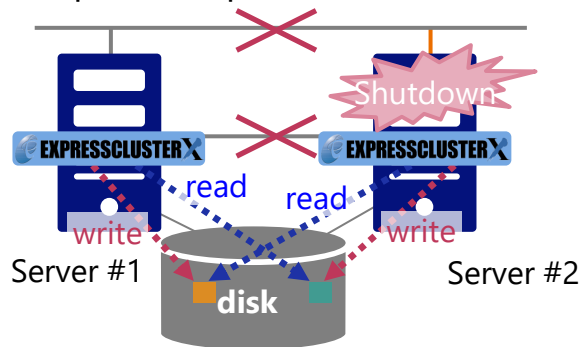 Shutdown
EXPRESSCLUSTER X
EXPRESSCLUSTER X
read
read
write
write
Server #1
Server #2
disk